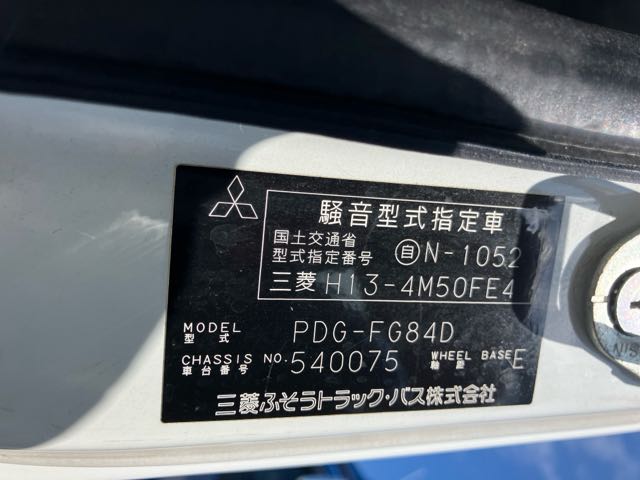 騒音型式指定車
国土交通省
型式指定番号 自N-1052
三菱 H13-4M50FE4
MODEL
型式 PDG-FG84D
CHASSIS NO. 540075 WHEEL BASE E
車台番号 軸距
三菱ふそうトラック・バス株式会社
NIS